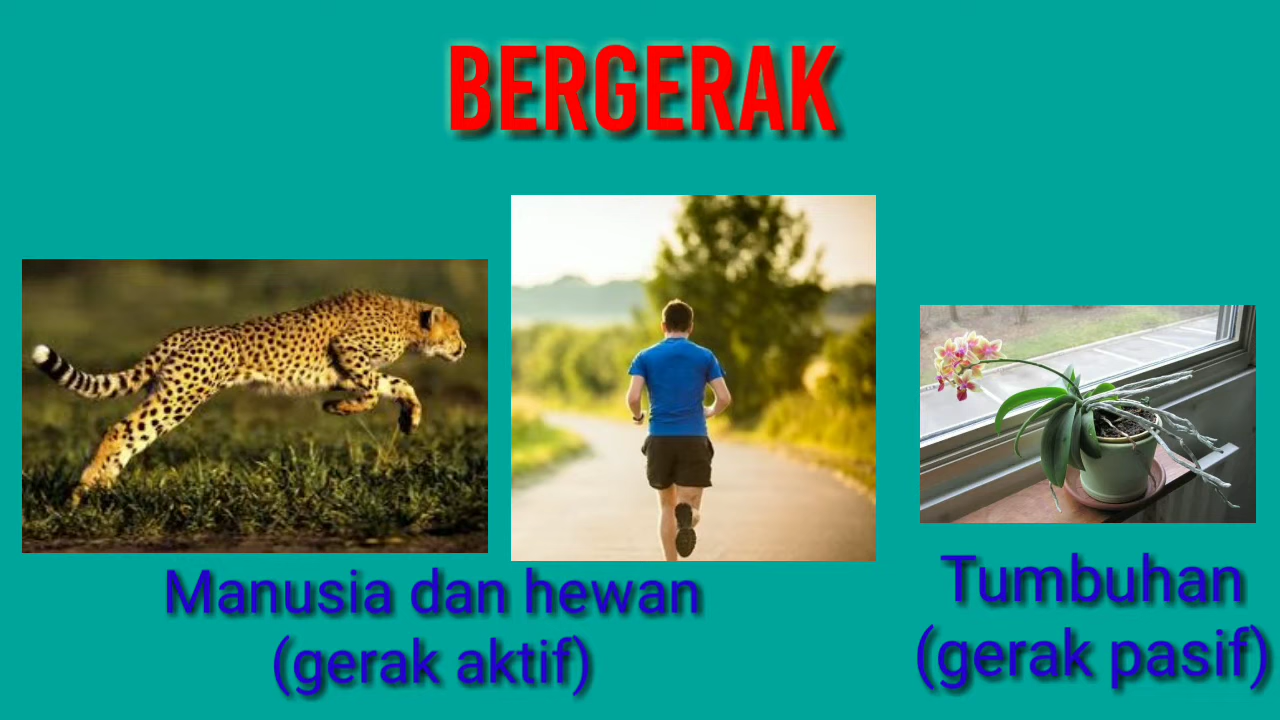 BERGERAK
Manusia dan hewan
(gerak aktif)
Tumbuhan
(gerak pasif)